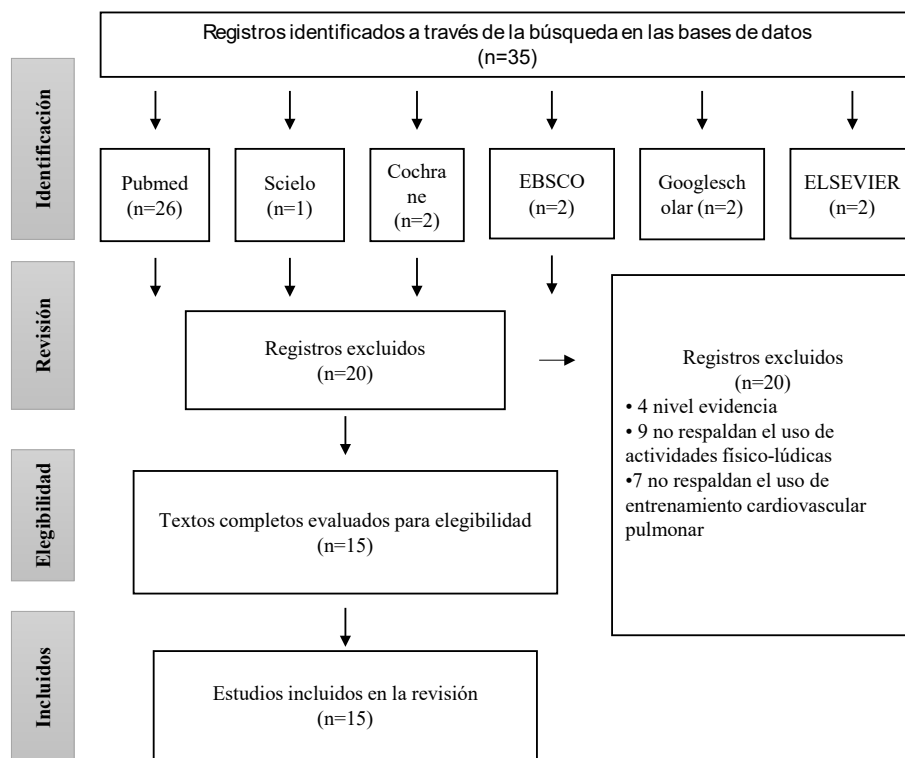 Registros identificados a través de la búsqueda en las bases de datos
(n=35)
Identificación
Pubmed
(n=26)
Scielo
(n=1)
Cochra
ne
(n=2)
EBSCO
(n=2)
Googlesch
olar (n=2)
ELSEVIER
(n=2)
Revisión
Registros excluidos
(n=20)
Registros excluidos
(n=20)
• 4 nivel evidencia
• 9 no respaldan el uso de
actividades físico-lúdicas
•7 no respaldan el uso de
entrenamiento cardiovascular
pulmonar
Elegibilidad
Textos completos evaluados para elegibilidad
(n=15)
Incluidos
Estudios incluidos en la revisión
(n=15)